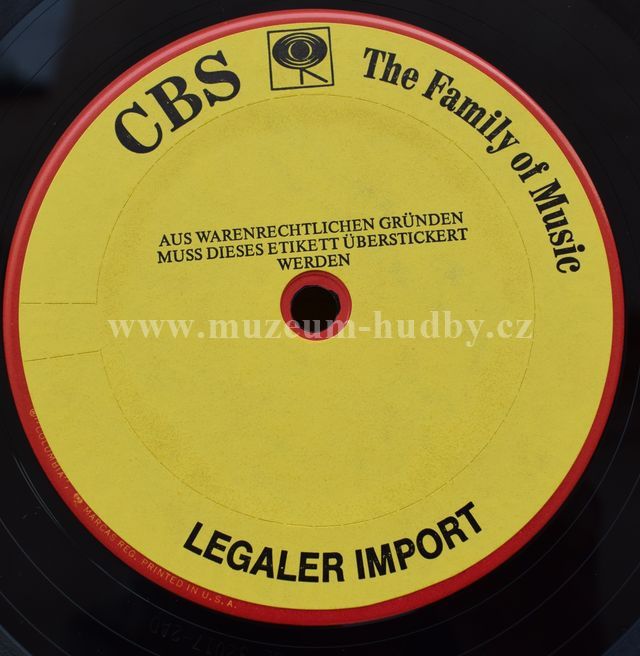 CBS
The Family of Music
AUS WARENRECHTLICHEN GRÜNDEN
MUSS DIESES ETIKETT ÜBERSTICKERT
WERDEN
www.muzeum-hudby.cz
LEGALER IMPORT
"COLUMBIA", MARCAS REG. PRINTED IN U.S.A.